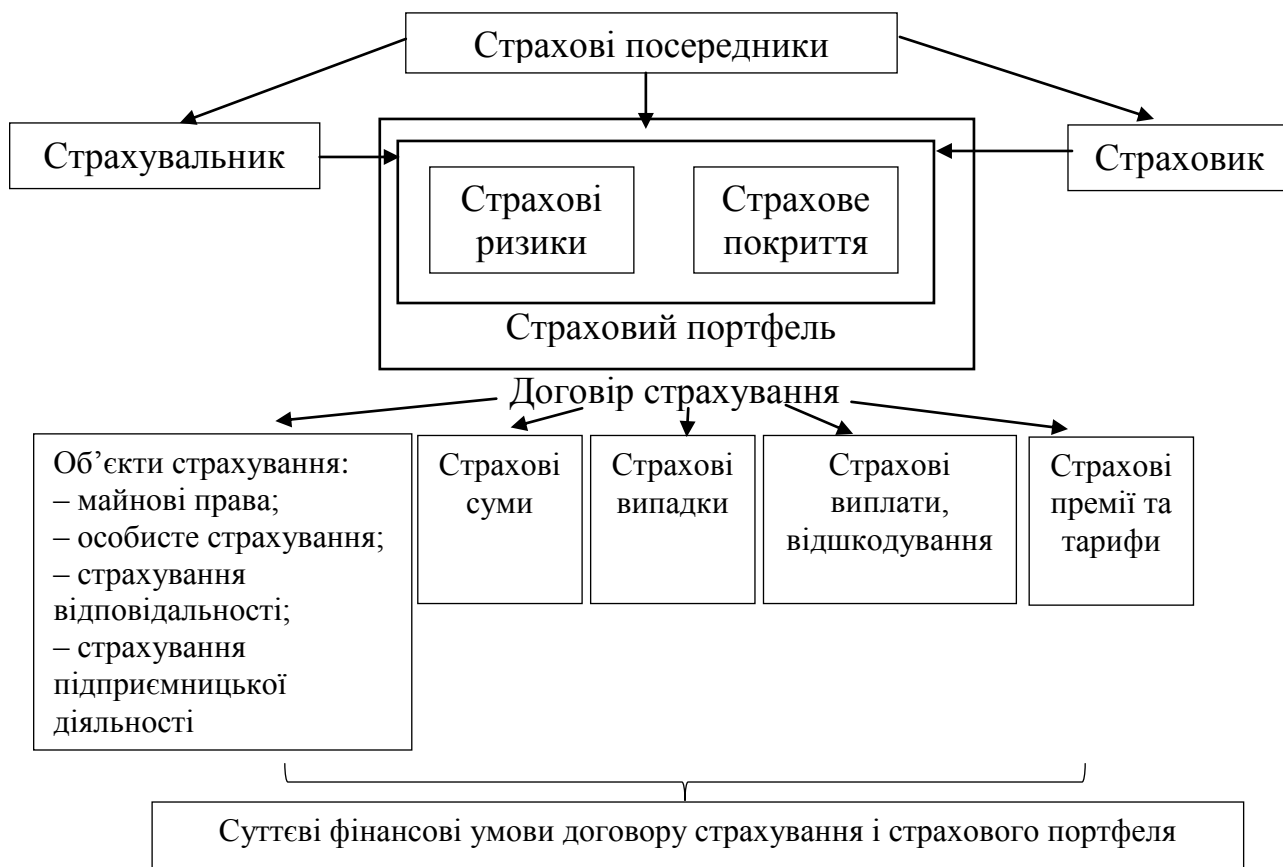 Страхові посередники
Страхувальник
Страховик
Страхові
ризики
Страхове
покриття
Страховий портфель
Договір страхування
Об’єкти страхування:
– майнові права;
– особисте страхування;
– страхування
відповідальності;
– страхування
підприємницької
діяльності
Страхові
суми
Страхові
випадки
Страхові
виплати,
відшкодування
Страхові
премії та
тарифи
Суттєві фінансові умови договору страхування і страхового портфеля